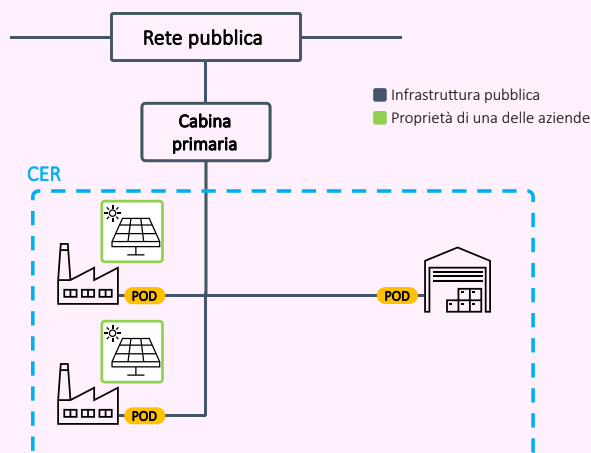 Rete pubblica
Infrastruttura pubblica
Proprietà di una delle aziende
Cabina
primaria
CER
POD
POD
POD